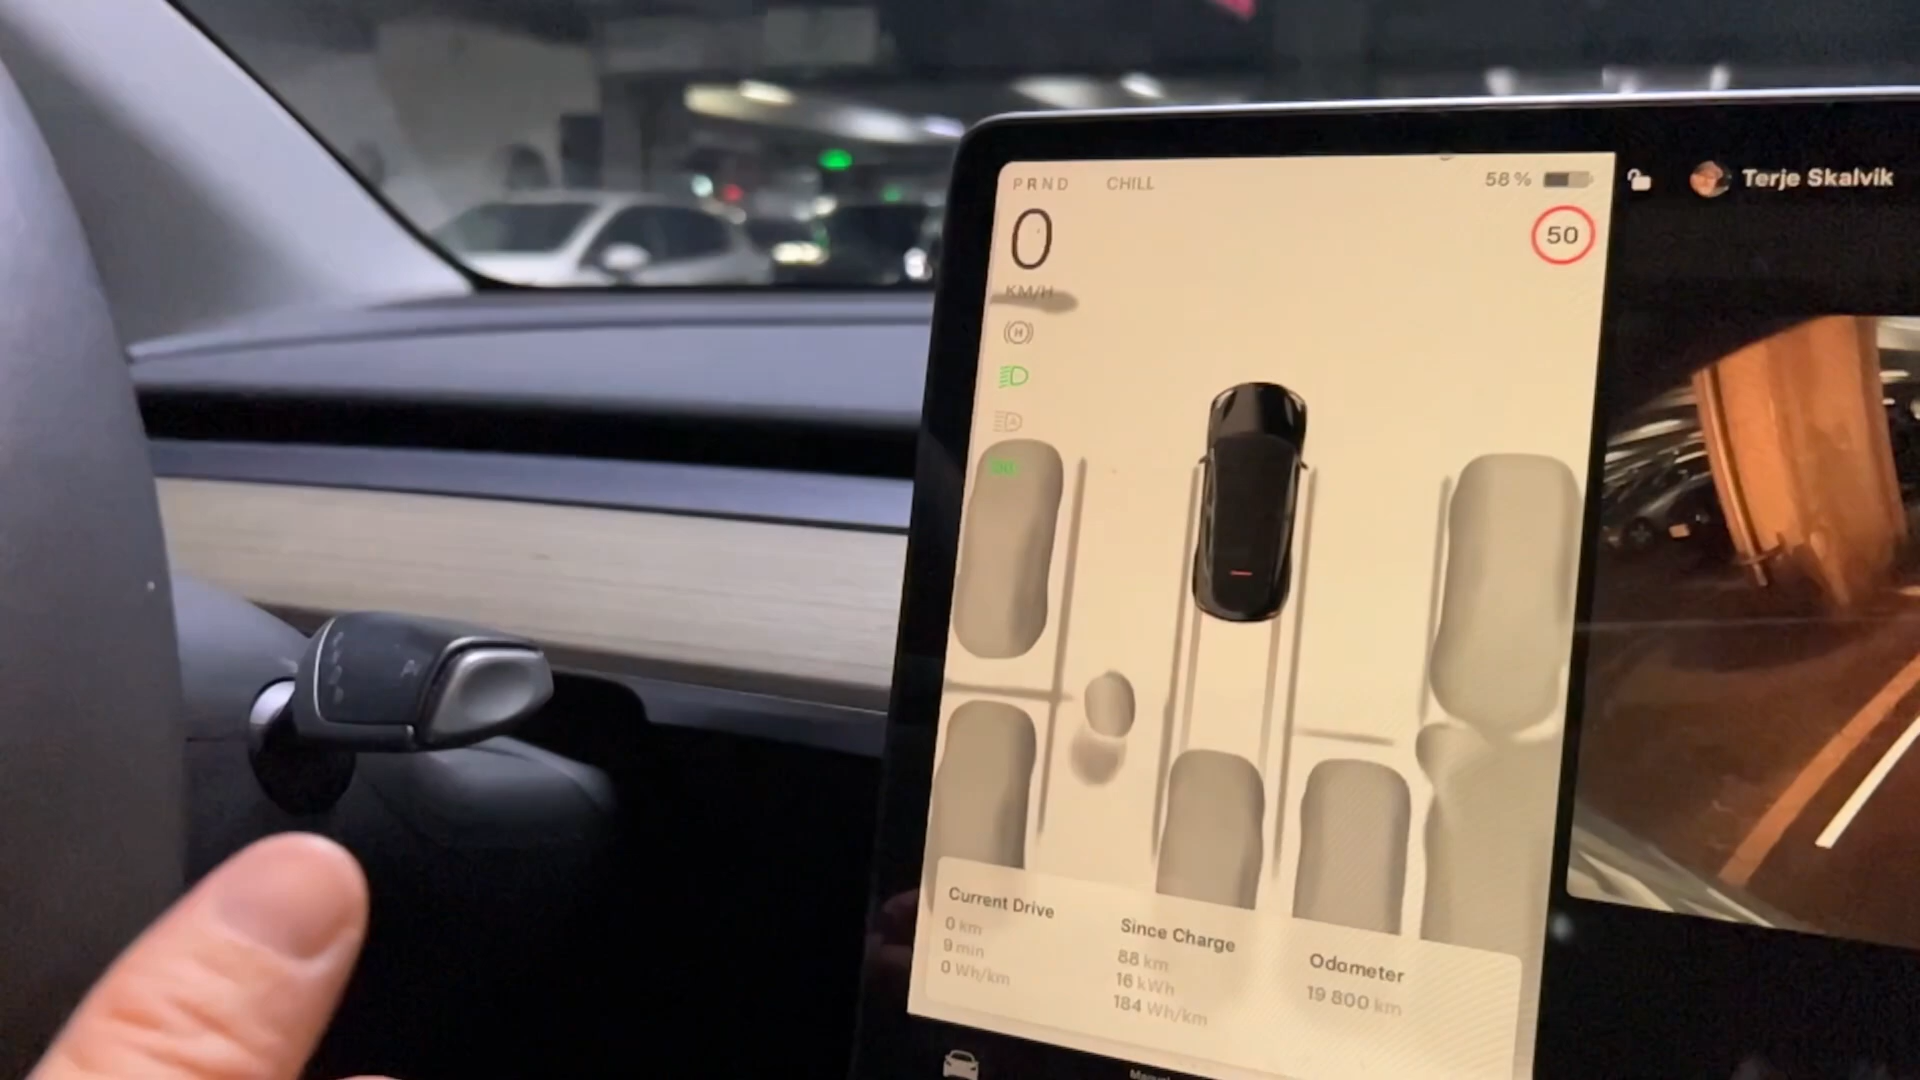 PRND CHILL 58 % Terje Skalvik
0
50
KM/H
Current Drive
0 km
9 min
0 Wh/km
Since Charge
88 km
16 kWh
184 Wh/km
Odometer
19 800 km